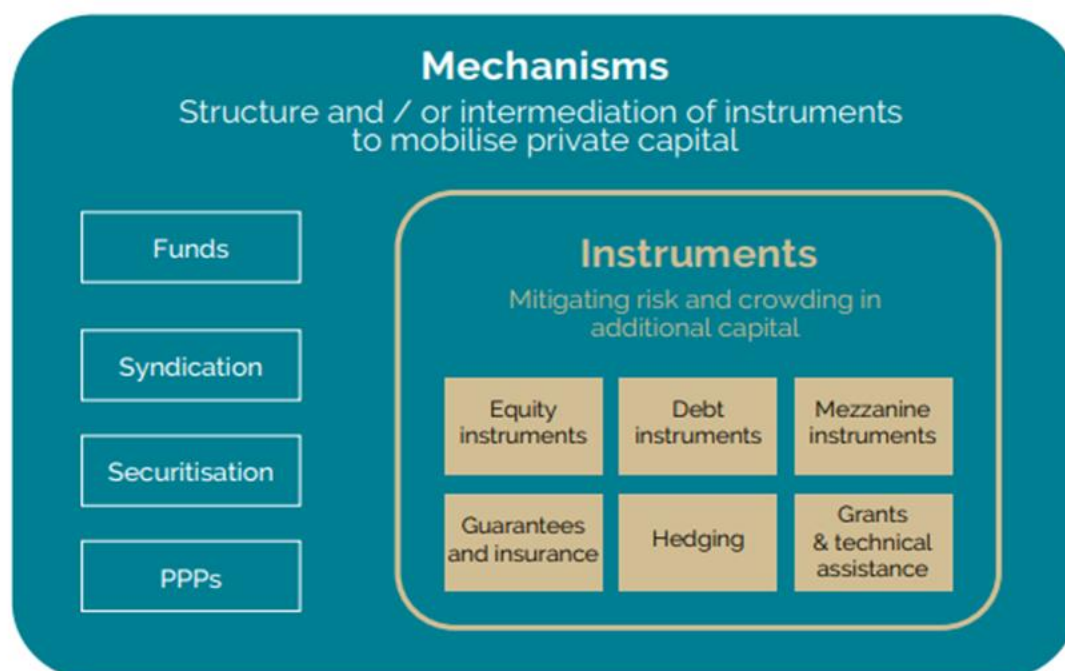 Mechanisms
Structure and / or intermediation of instruments
to mobilise private capital
Funds
Syndication
Securitisation
PPPs
Instruments
Mitigating risk and crowding in
additional capital
Equity
instruments
Debt
instruments
Mezzanine
instruments
Guarantees
and insurance
Hedging
Grants
& technical
assistance